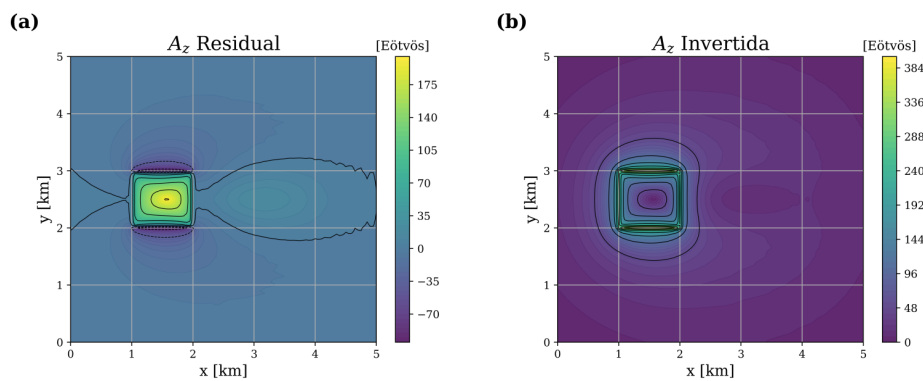 (a)
A_z Residual
[Eötvös]
5
4
3
2
1
0
y [km]
0 1 2 3 4 5
x [km]
175
140
105
70
35
0
−35
−70
(b)
A_z Invertida
[Eötvös]
5
4
3
2
1
0
y [km]
0 1 2 3 4 5
x [km]
384
336
288
240
192
144
96
48
0